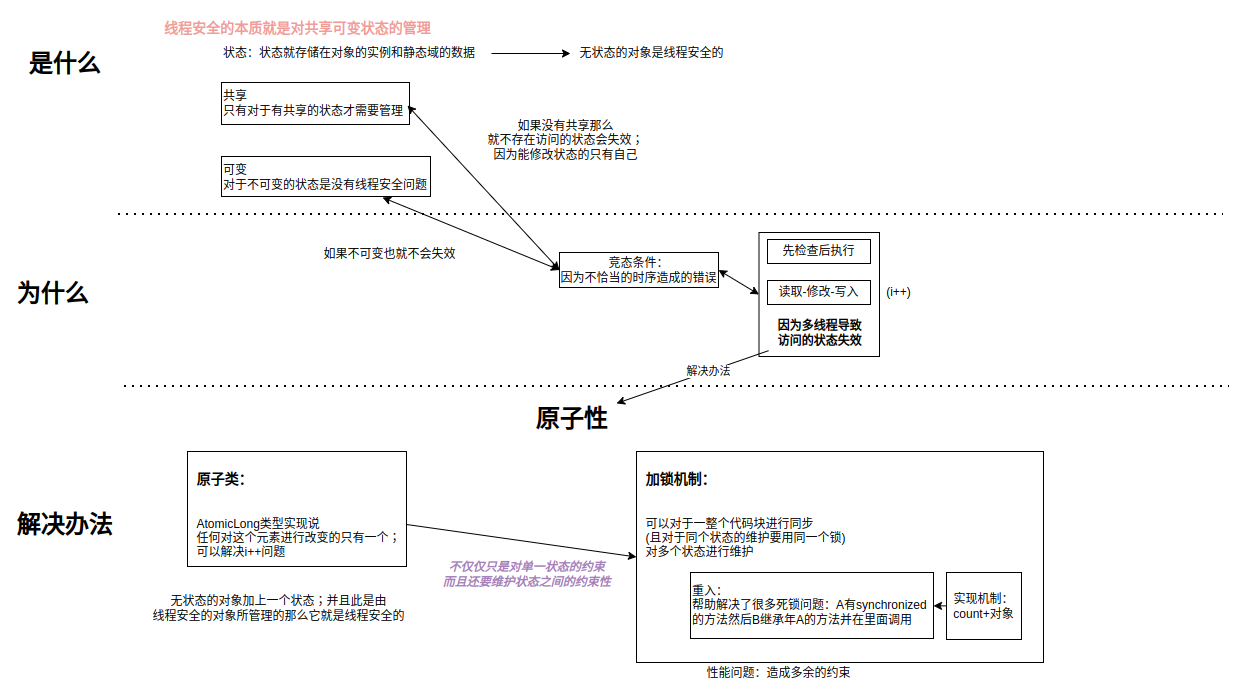 线程安全的本质就是对共享可变状态的管理
是什么
状态：状态就存储在对象的实例和静态域的数据
无状态的对象是线程安全的
共享
只有对于有共享的状态才需要管理
如果没有共享那么
就不存在访问的状态会失效；
因为能修改状态的只有自己
可变
对于不可变的状态是没有线程安全问题
如果不可变也就不会失效
为什么
竞态条件：
因为不恰当的时序造成的错误
先检查后执行
读取-修改-写入
(i++)
因为多线程导致
访问的状态失效
解决办法
原子性
解决办法
原子类：
AtomicLong类型实现说
任何对这个元素进行改变的只有一个；
可以解决i++问题
无状态的对象加上一个状态；并且此是由
线程安全的对象所管理的那么它就是线程安全的
不仅仅只是对单一状态的约束
而且还要维护状态之间的约束性
加锁机制：
可以对于一整个代码块进行同步
(且对于同个状态的维护要用同一个锁)
对多个状态进行维护
重入：
帮助解决了很多死锁问题：A有synchronized
的方法然后B继承年A的方法并在里面调用
实现机制：
count+对象
性能问题：造成多余的约束